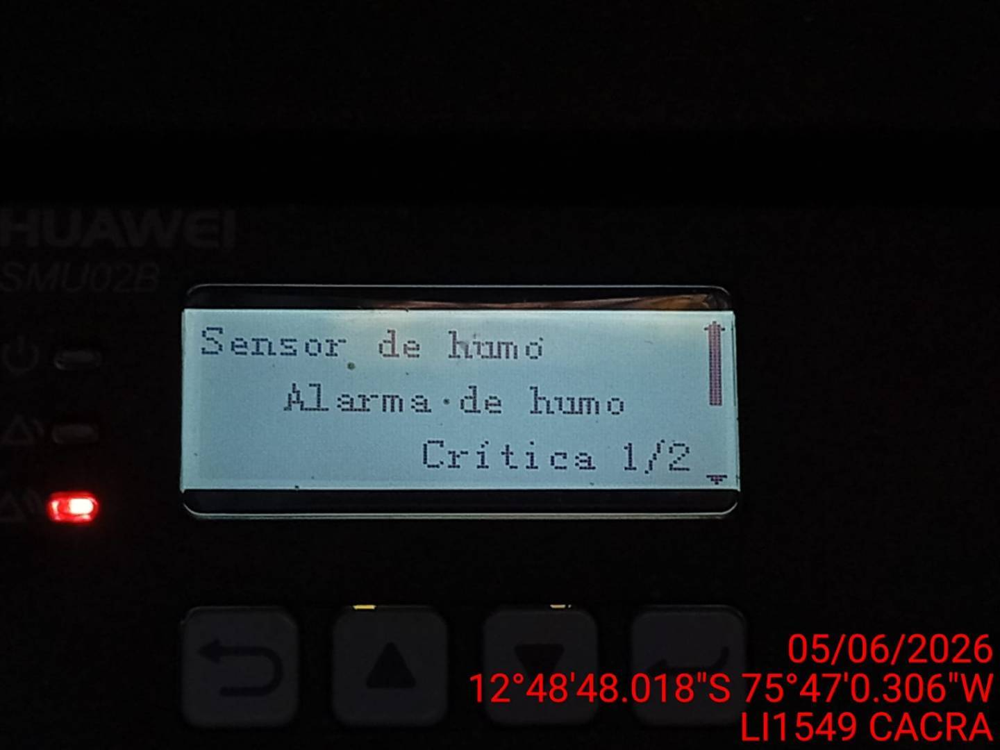 HUAWEI
SMU02B
Sensor de humo
Alarma de humo
Crítica 1/2
05/06/2026
12°48'48.018"S 75°47'0.306"W
LI1549 CACRA